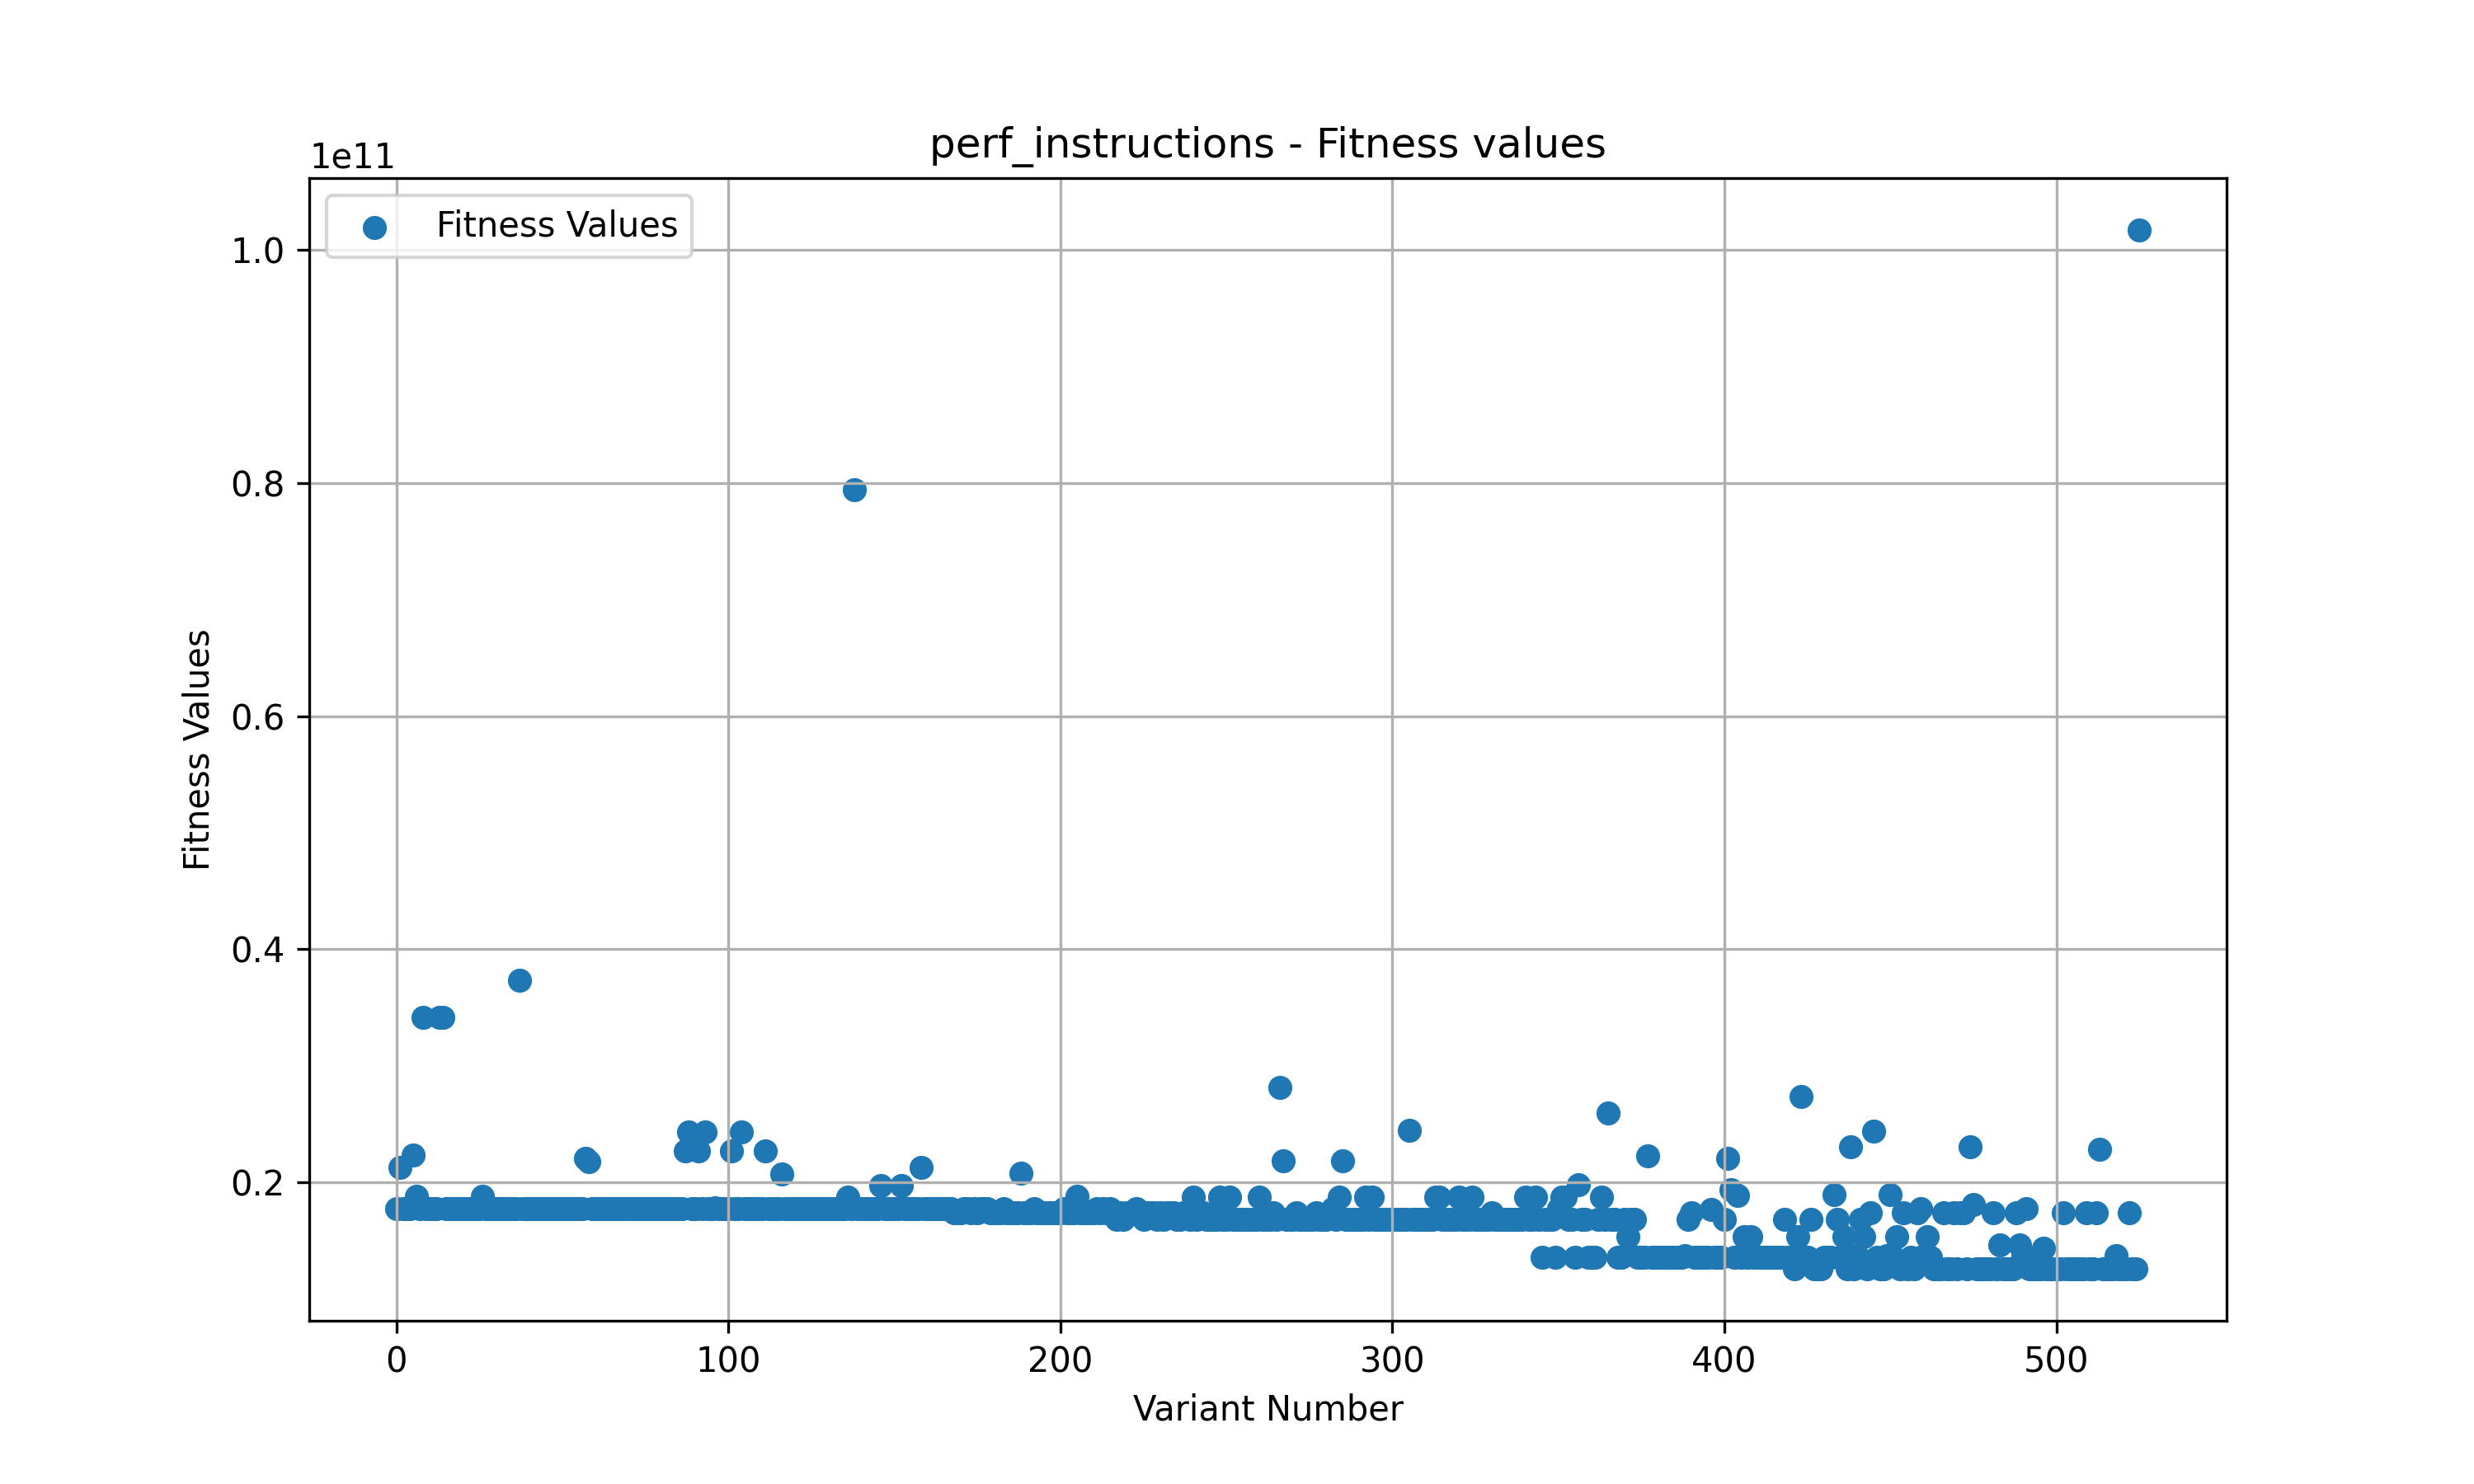 perf_instructions - Fitness values
1e11
Fitness Values
1.0
0.8
0.6
0.4
0.2
Fitness Values
0 100 200 300 400 500
Variant Number